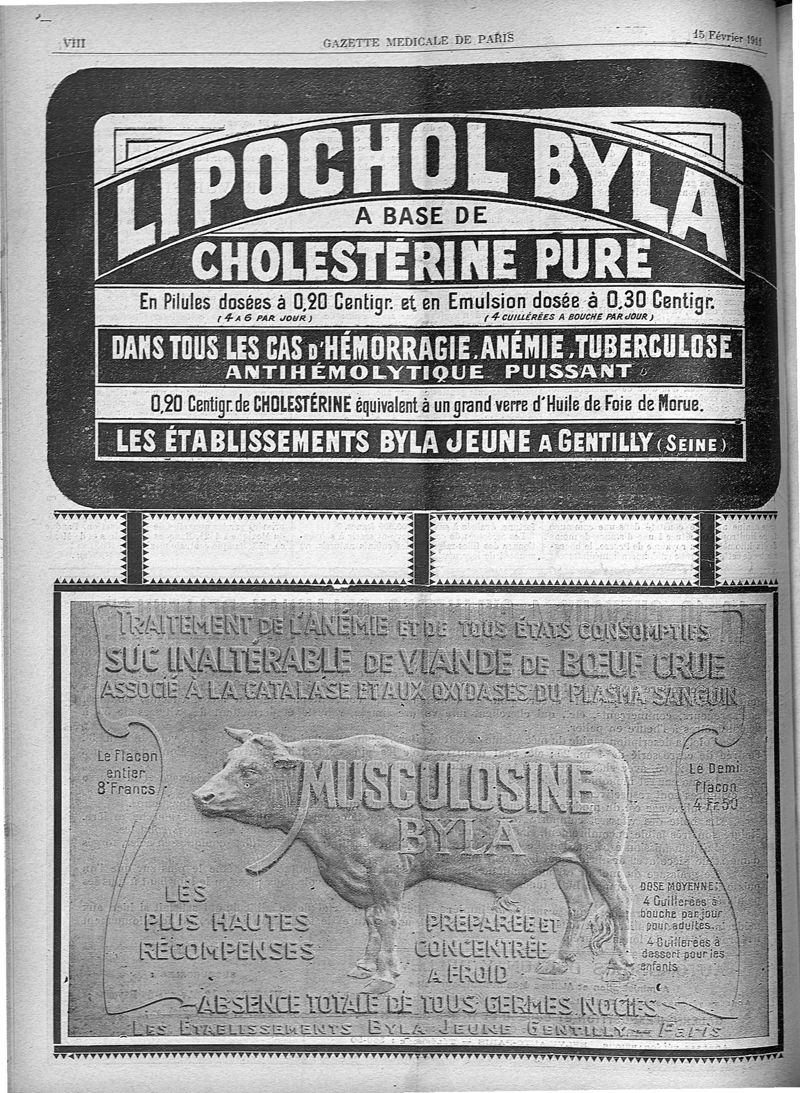 VIII
GAZETTE MEDICALE DE PARIS
15 Février 1911
LIPOCHOL BYLA
A BASE DE
CHOLESTÉRINE PURE
En Pilules dosées à 0,20 Centigr. et en Emulsion dosée à 0,30 Centigr.
(4 A 6 PAR JOUR) (4 CUILLÉRÉES A BOUCHE PAR JOUR)
DANS TOUS LES CAS D'HÉMORRAGIE, ANÉMIE, TUBERCULOSE
ANTIHÉMOLYTIQUE PUISSANT
0,20 Centigr. de CHOLESTÉRINE équivalent à un grand verre d'Huile de Foie de Morue.
LES ÉTABLISSEMENTS BYLA JEUNE A GENTILLY (SEINE)
TRAITEMENT DE L'ANÉMIE ET DE TOUS ÉTATS CONSOMPTIFS
SUC INALTÉRABLE DE VIANDE DE BŒUF CRUE
ASSOCIÉ À LA CATALASE ET AUX OXYDASES DU PLASMA SANGUIN
Le Flacon
entier
8 Francs
Le Demi
flacon
4 Fr 50
MUSCULOSINE
BYLA
LES
PLUS HAUTES
RÉCOMPENSES
PRÉPARÉE ET
CONCENTRÉE
A FROID
DOSE MOYENNE:
4 Cuillerées à
bouche par jour
pour adultes.
4 Cuillerées à
dessert pour les
enfants
ABSENCE TOTALE DE TOUS GERMES NOCIFS
LES ETABLISSEMENTS BYLA JEUNE GENTILLY - Paris